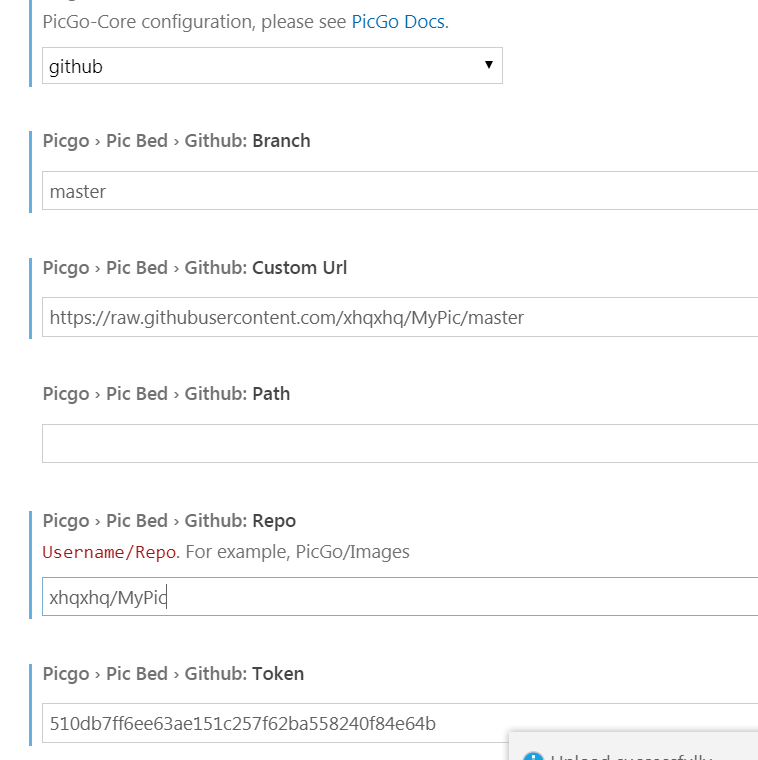 PicGo-Core configuration, please see PicGo Docs.
github
Picgo › Pic Bed › Github: Branch
master
Picgo › Pic Bed › Github: Custom Url
https://raw.githubusercontent.com/xhqxhq/MyPic/master
Picgo › Pic Bed › Github: Path
Picgo › Pic Bed › Github: Repo
Username/Repo. For example, PicGo/Images
xhqxhq/MyPic
Picgo › Pic Bed › Github: Token
510db7ff6ee63ae151c257f62ba558240f84e64b
Upload successfully